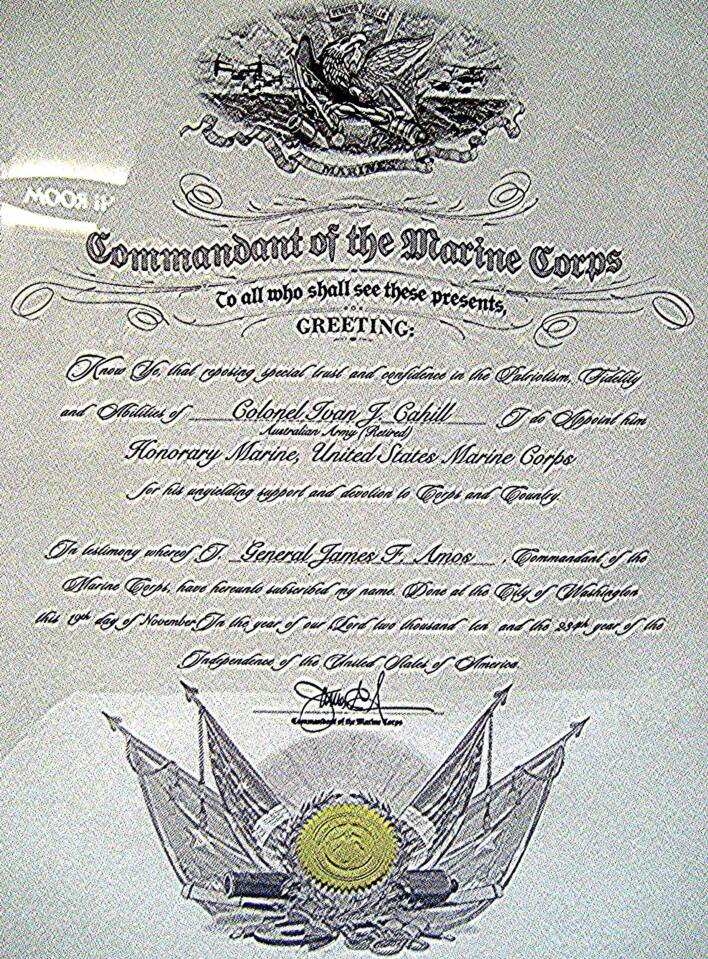 SEMPER FIDELIS
MARINES
HI ROOM
Commandant of the Marine Corps
To all who shall see these presents,
GREETING:
Know Ye, that reposing special trust and confidence in the Patriotism, Fidelity
and Abilities of Colonel Ivan J. Cahill I do Appoint him
Australian Army (Retired)
Honorary Marine, United States Marine Corps
for his unyielding support and devotion to Corps and Country.
In testimony whereof I, General James F. Amos, Commandant of the
Marine Corps, have hereunto subscribed my name. Done at the City of Washington
this 19th day of November In the year of our Lord two thousand ten and the 234th year of the
Independence of the United States of America.
Commandant of the Marine Corps